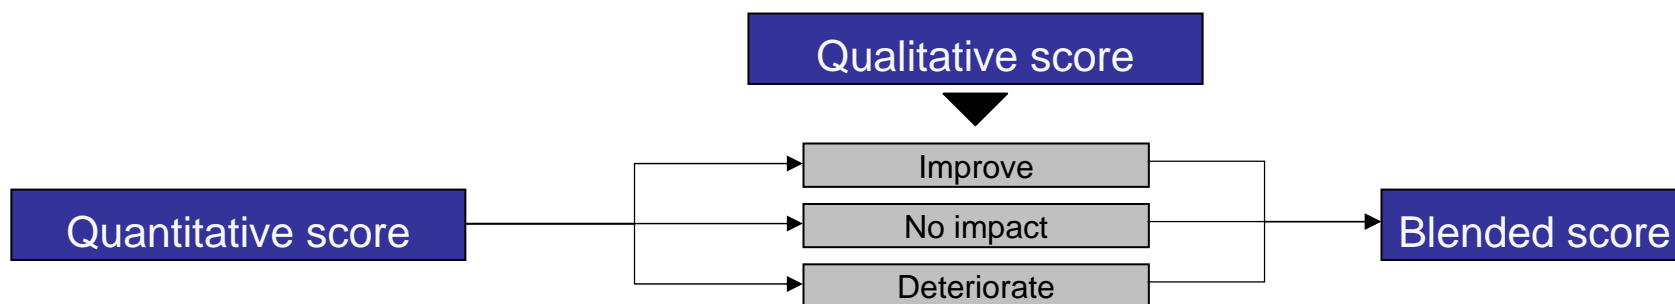 Qualitative score
Improve
Quantitative score
No impact
Blended score
Deteriorate